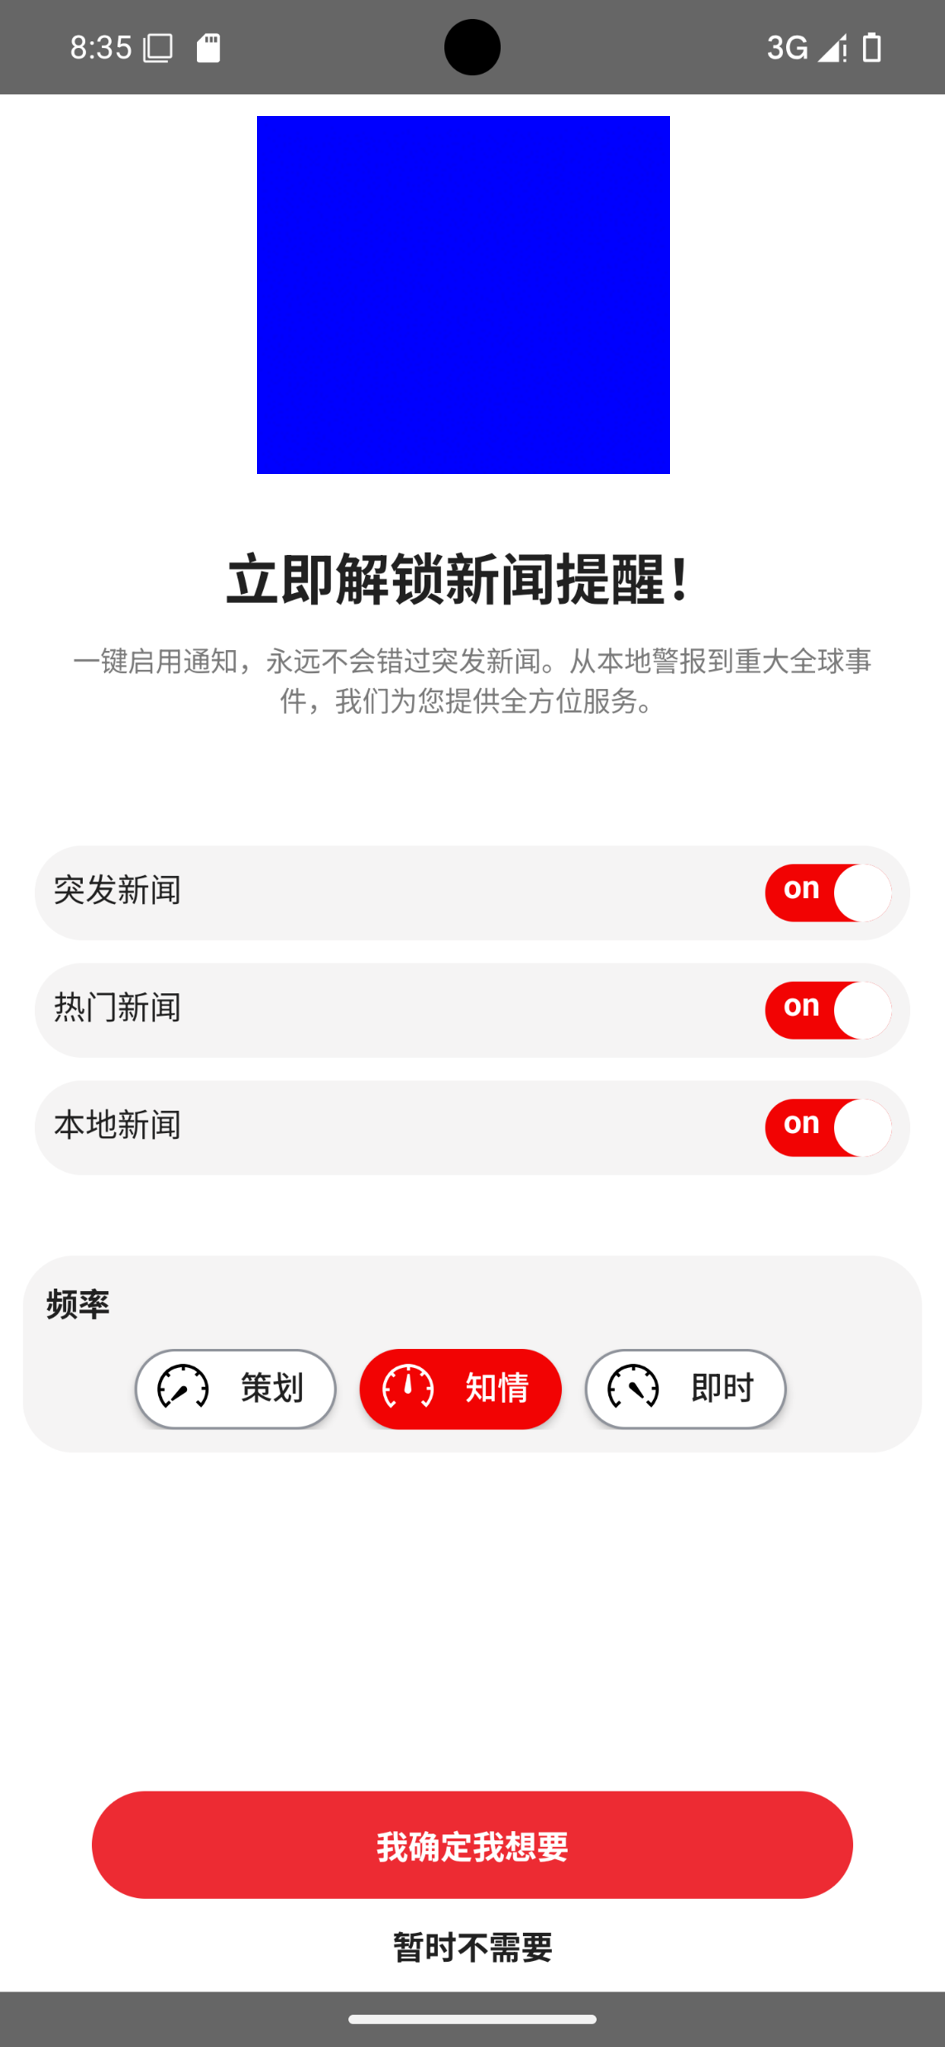 8:35
3G
立即解锁新闻提醒！
一键启用通知，永远不会错过突发新闻。从本地警报到重大全球事
件，我们为您提供全方位服务。
突发新闻
on
热门新闻
on
本地新闻
on
频率
策划
知情
即时
我确定我想要
暂时不需要